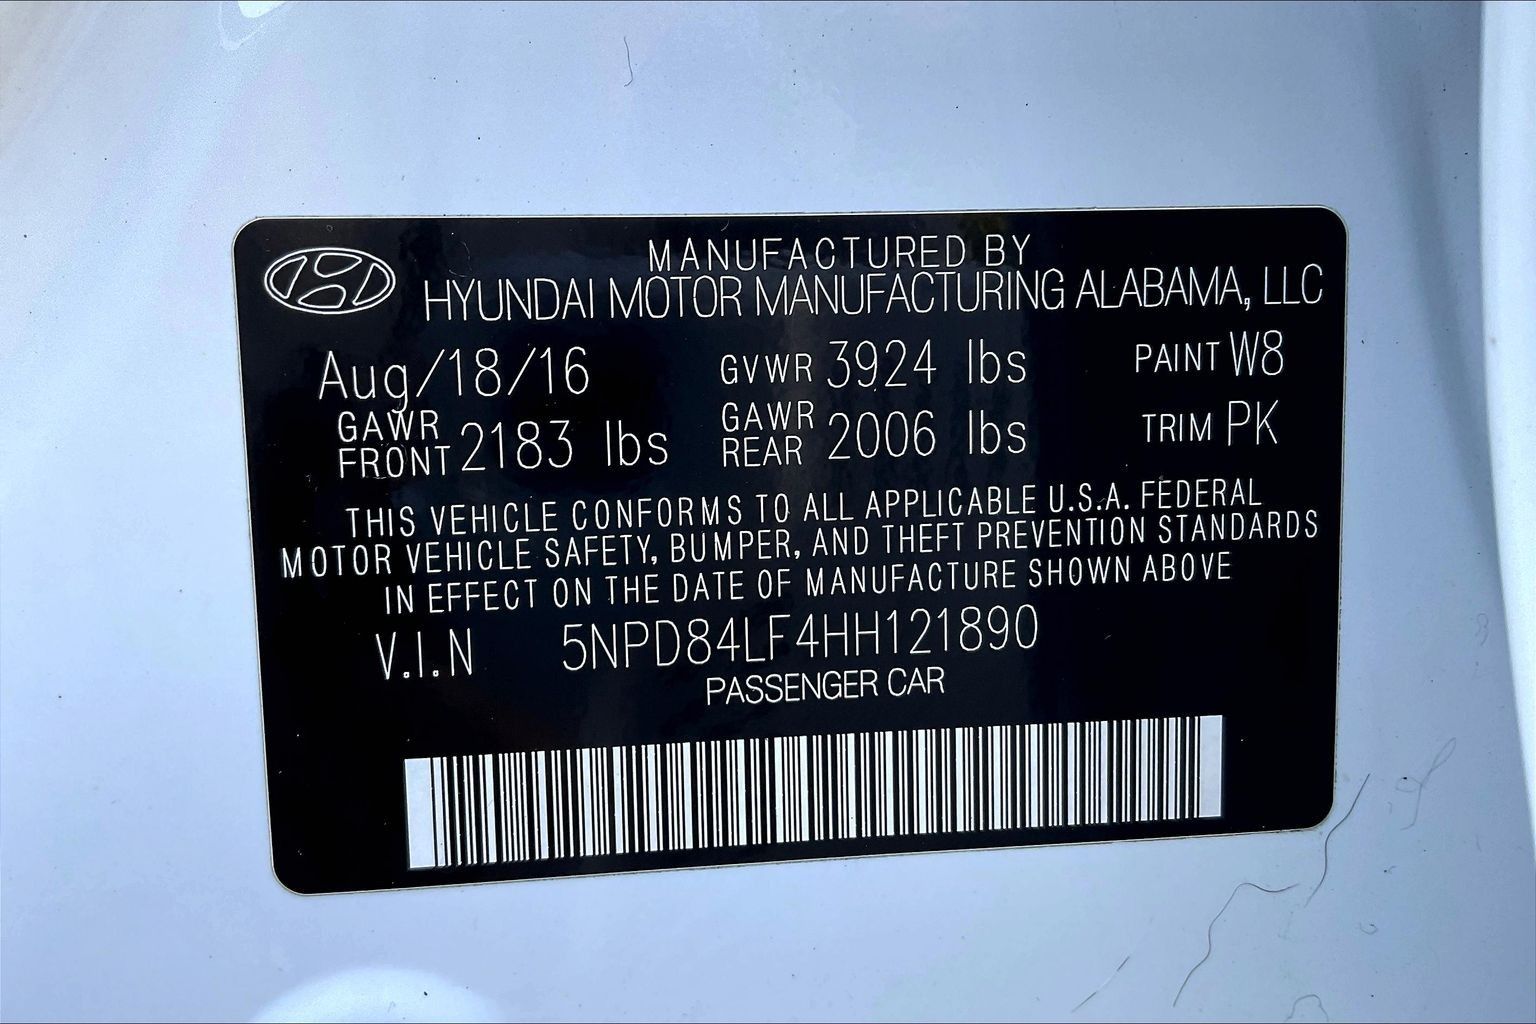 MANUFACTURED BY
HYUNDAI MOTOR MANUFACTURING ALABAMA, LLC
Aug/18/16 GVWR 3924 lbs PAINT W8
GAWR FRONT 2183 lbs GAWR REAR 2006 lbs TRIM PK
THIS VEHICLE CONFORMS TO ALL APPLICABLE U.S.A. FEDERAL
MOTOR VEHICLE SAFETY, BUMPER, AND THEFT PREVENTION STANDARDS
IN EFFECT ON THE DATE OF MANUFACTURE SHOWN ABOVE
V.I.N 5NPD84LF4HH121890
PASSENGER CAR